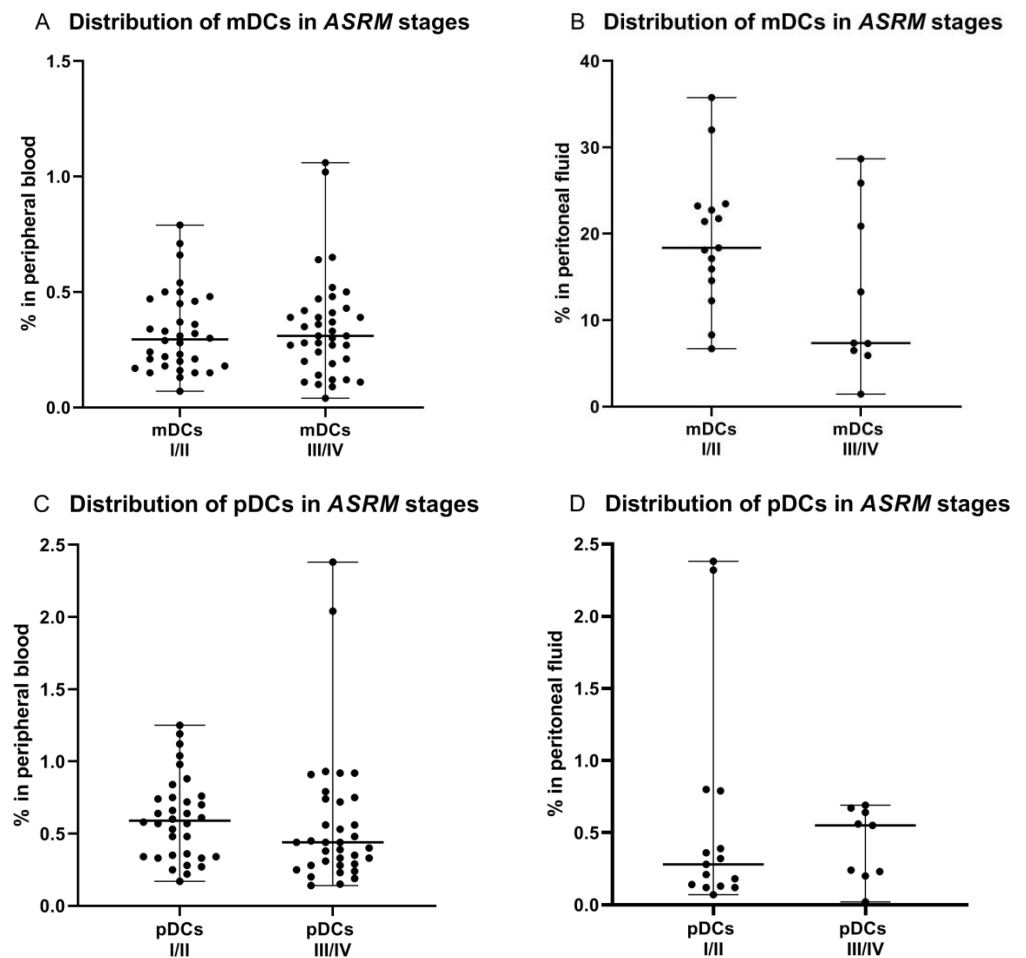 A Distribution of mDCs in ASRM stages
% in peripheral blood
1.5
1.0
0.5
0.0
mDCs
I/II
mDCs
III/IV
B Distribution of mDCs in ASRM stages
% in peritoneal fluid
40
30
20
10
0
mDCs
I/II
mDCs
III/IV
C Distribution of pDCs in ASRM stages
% in peripheral blood
2.5
2.0
1.5
1.0
0.5
0.0
pDCs
I/II
pDCs
III/IV
D Distribution of pDCs in ASRM stages
% in peritoneal fluid
2.5
2.0
1.5
1.0
0.5
0.0
pDCs
I/II
pDCs
III/IV